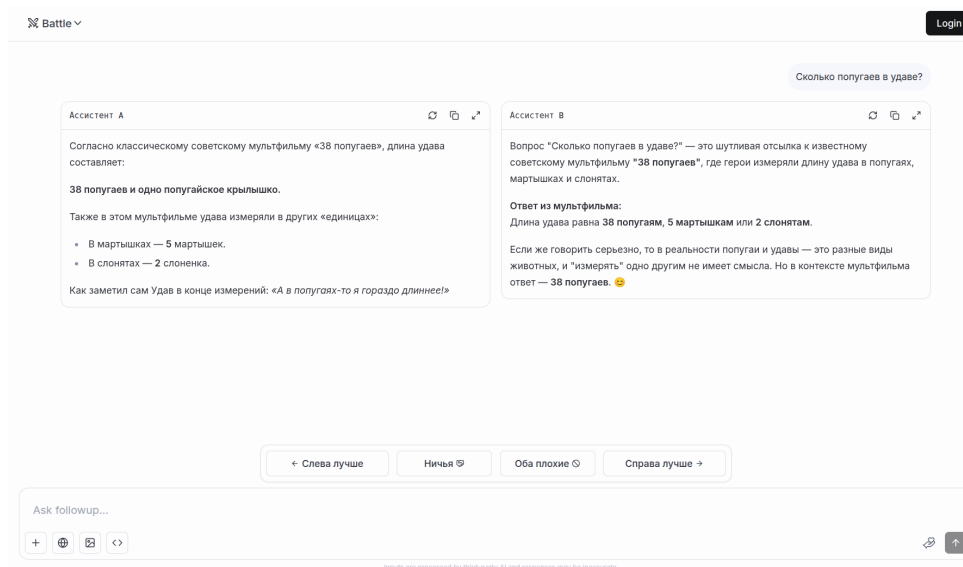 Battle
Login
Сколько попугаев в удаве?
Ассистент A
Согласно классическому советскому мультфильму «38 попугаев», длина удава
составляет:
38 попугаев и одно попугайское крылышко.
Также в этом мультфильме удава измеряли в других «единицах»:
В мартышках — 5 мартышек.
В слонятах — 2 слоненка.
Как заметил сам Удав в конце измерений: «А в попугаях-то я гораздо длиннее!»
Ассистент B
Вопрос "Сколько попугаев в удаве?" — это шутливая отсылка к известному
советскому мультфильму "38 попугаев", где герои измеряли длину удава в попугаях,
мартышках и слонятах.
Ответ из мультфильма:
Длина удава равна 38 попугаям, 5 мартышкам или 2 слонятам.
Если же говорить серьезно, то в реальности попугаи и удавы — это разные виды
животных, и "измерять" одно другим не имеет смысла. Но в контексте мультфильма
ответ — 38 попугаев. 😊
← Слева лучше
Ничья
Оба плохие
Справа лучше →
Ask followup...